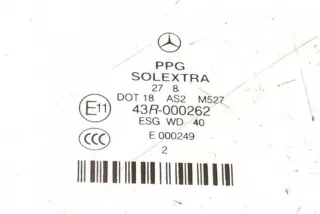 PPG
SOLEXTRA
27 8.
DOT 18 AS2 M527
E11 43R-000262
ESG WD 40
CCC E 000249
2